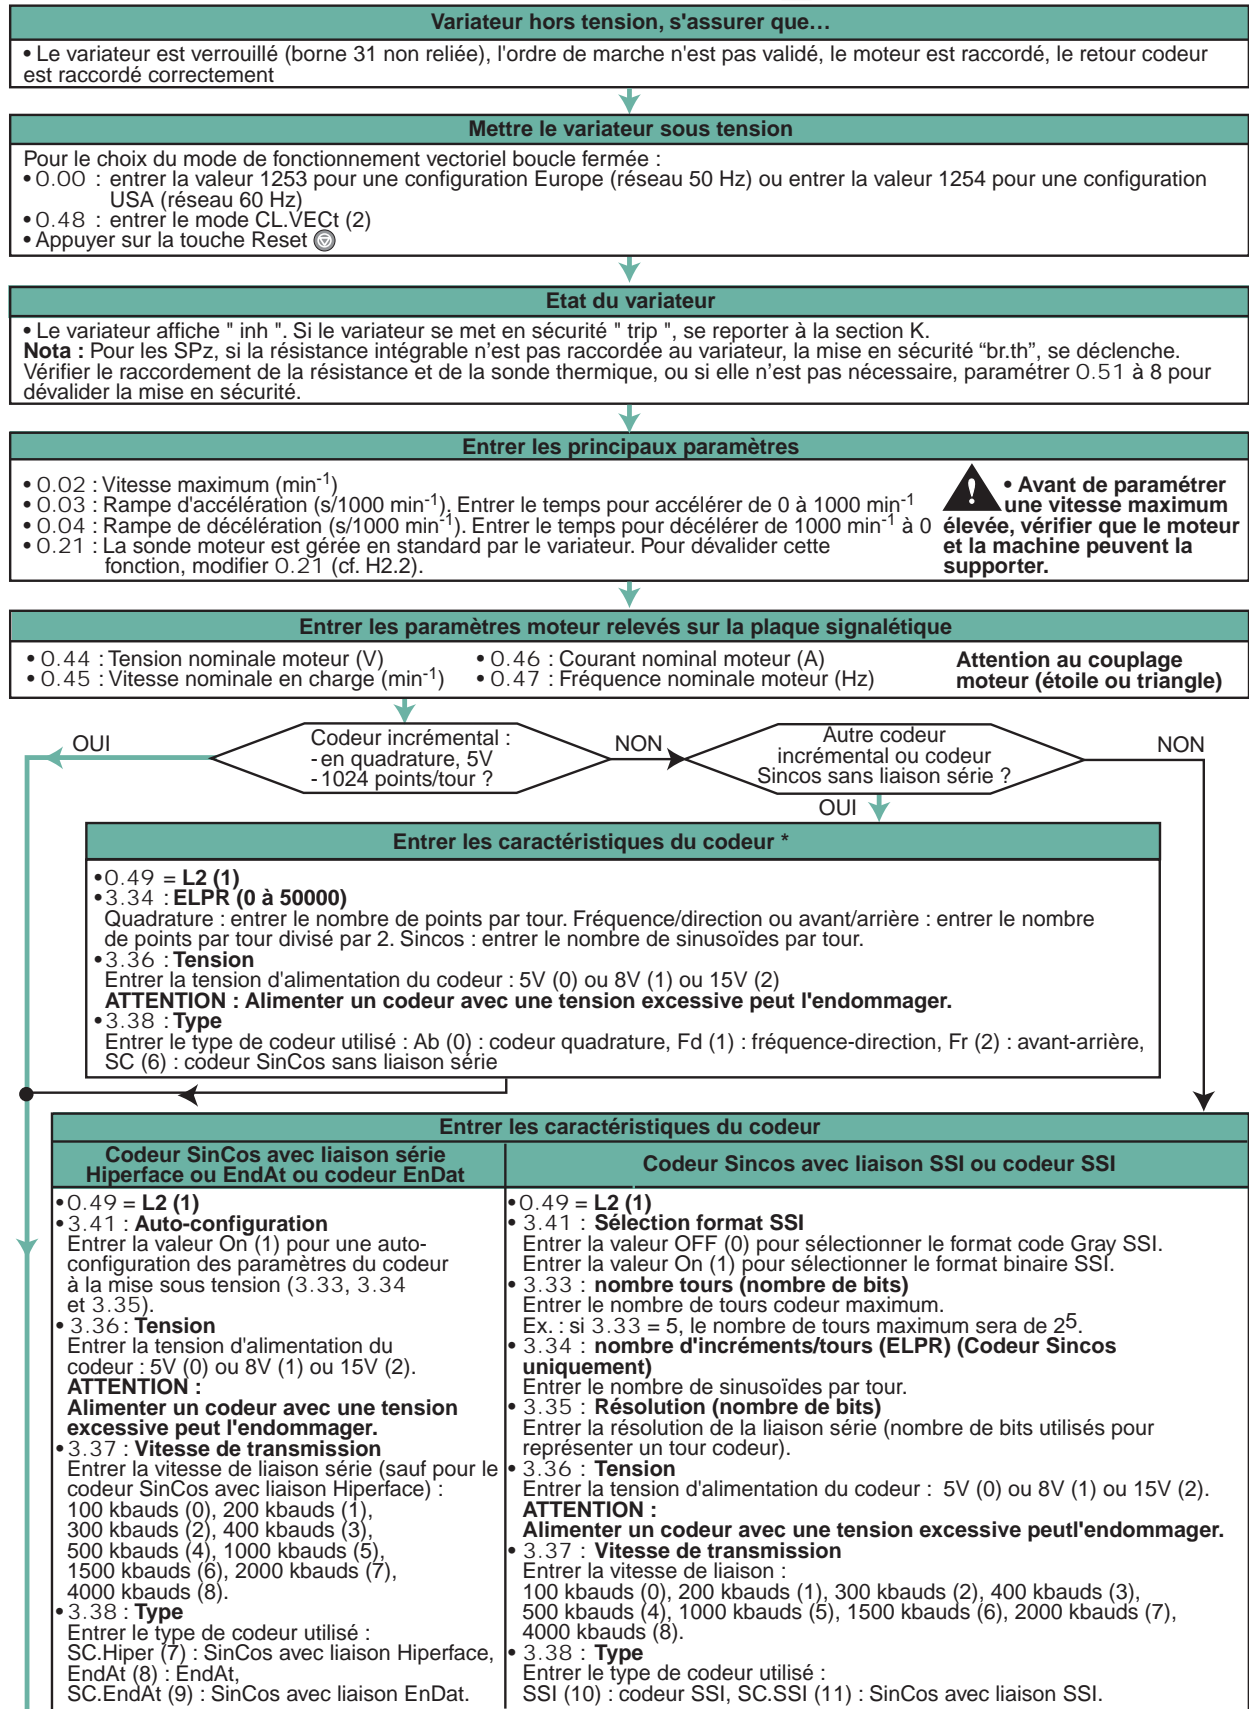 Variateur hors tension, s'assurer que…
• Le variateur est verrouillé (borne 31 non reliée), l'ordre de marche n'est pas validé, le moteur est raccordé, le retour codeur
est raccordé correctement
Mettre le variateur sous tension
Pour le choix du mode de fonctionnement vectoriel boucle fermée :
• 0.00 : entrer la valeur 1253 pour une configuration Europe (réseau 50 Hz) ou entrer la valeur 1254 pour une configuration
USA (réseau 60 Hz)
• 0.48 : entrer le mode CL.VECt (2)
• Appuyer sur la touche Reset
Etat du variateur
• Le variateur affiche " inh ". Si le variateur se met en sécurité " trip ", se reporter à la section K.
Nota : Pour les SPz, si la résistance intégrable n’est pas raccordée au variateur, la mise en sécurité “br.th”, se déclenche.
Vérifier le raccordement de la résistance et de la sonde thermique, ou si elle n’est pas nécessaire, paramétrer 0.51 à 8 pour
dévalider la mise en sécurité.
Entrer les principaux paramètres
• 0.02 : Vitesse maximum (min-1)
• 0.03 : Rampe d'accélération (s/1000 min-1). Entrer le temps pour accélérer de 0 à 1000 min-1
• 0.04 : Rampe de décélération (s/1000 min-1). Entrer le temps pour décélérer de 1000 min-1 à 0
• 0.21 : La sonde moteur est gérée en standard par le variateur. Pour dévalider cette
fonction, modifier 0.21 (cf. H2.2).
• Avant de paramétrer
une vitesse maximum
élevée, vérifier que le moteur
et la machine peuvent la
supporter.
Entrer les paramètres moteur relevés sur la plaque signalétique
• 0.44 : Tension nominale moteur (V)
• 0.45 : Vitesse nominale en charge (min-1)
• 0.46 : Courant nominal moteur (A)
• 0.47 : Fréquence nominale moteur (Hz)
Attention au couplage
moteur (étoile ou triangle)
OUI
Codeur incrémental :
- en quadrature, 5V
- 1024 points/tour ?
NON
Autre codeur
incrémental ou codeur
Sincos sans liaison série ?
NON
OUI
Entrer les caractéristiques du codeur *
• 0.49 = L2 (1)
• 3.34 : ELPR (0 à 50000)
Quadrature : entrer le nombre de points par tour. Fréquence/direction ou avant/arrière : entrer le nombre
de points par tour divisé par 2. Sincos : entrer le nombre de sinusoïdes par tour.
• 3.36 : Tension
Entrer la tension d'alimentation du codeur : 5V (0) ou 8V (1) ou 15V (2)
ATTENTION : Alimenter un codeur avec une tension excessive peut l'endommager.
• 3.38 : Type
Entrer le type de codeur utilisé : Ab (0) : codeur quadrature, Fd (1) : fréquence-direction, Fr (2) : avant-arrière,
SC (6) : codeur SinCos sans liaison série
Entrer les caractéristiques du codeur
Codeur SinCos avec liaison série
Hiperface ou EndAt ou codeur EnDat
• 0.49 = L2 (1)
• 3.41 : Auto-configuration
Entrer la valeur On (1) pour une auto-
configuration des paramètres du codeur
à la mise sous tension (3.33, 3.34
et 3.35).
• 3.36 : Tension
Entrer la tension d'alimentation du
codeur : 5V (0) ou 8V (1) ou 15V (2).
ATTENTION :
Alimenter un codeur avec une tension
excessive peut l'endommager.
• 3.37 : Vitesse de transmission
Entrer la vitesse de liaison série (sauf pour le
codeur SinCos avec liaison Hiperface) :
100 kbauds (0), 200 kbauds (1),
300 kbauds (2), 400 kbauds (3),
500 kbauds (4), 1000 kbauds (5),
1500 kbauds (6), 2000 kbauds (7),
4000 kbauds (8).
• 3.38 : Type
Entrer le type de codeur utilisé :
SC.Hiper (7) : SinCos avec liaison Hiperface,
EndAt (8) : EndAt,
SC.EndAt (9) : SinCos avec liaison EnDat.
Codeur Sincos avec liaison SSI ou codeur SSI
• 0.49 = L2 (1)
• 3.41 : Sélection format SSI
Entrer la valeur OFF (0) pour sélectionner le format code Gray SSI.
Entrer la valeur On (1) pour sélectionner le format binaire SSI.
• 3.33 : nombre tours (nombre de bits)
Entrer le nombre de tours codeur maximum.
Ex. : si 3.33 = 5, le nombre de tours maximum sera de 25.
• 3.34 : nombre d'incréments/tours (ELPR) (Codeur Sincos
uniquement)
Entrer le nombre de sinusoïdes par tour.
• 3.35 : Résolution (nombre de bits)
Entrer la résolution de la liaison série (nombre de bits utilisés pour
représenter un tour codeur).
• 3.36 : Tension
Entrer la tension d'alimentation du codeur : 5V (0) ou 8V (1) ou 15V (2).
ATTENTION :
Alimenter un codeur avec une tension excessive peutl'endommager.
• 3.37 : Vitesse de transmission
Entrer la vitesse de liaison :
100 kbauds (0), 200 kbauds (1), 300 kbauds (2), 400 kbauds (3),
500 kbauds (4), 1000 kbauds (5), 1500 kbauds (6), 2000 kbauds (7),
4000 kbauds (8).
• 3.38 : Type
Entrer le type de codeur utilisé :
SSI (10) : codeur SSI, SC.SSI (11) : SinCos avec liaison SSI.